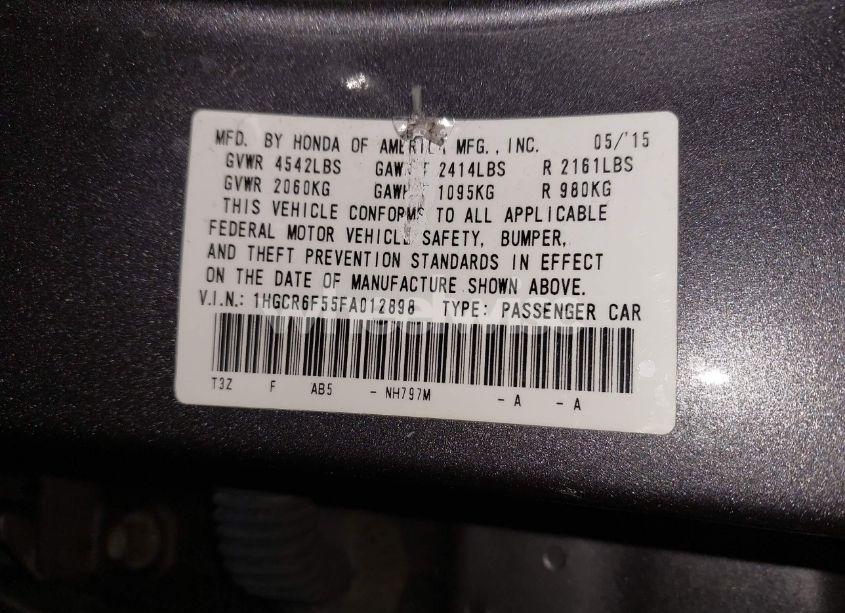 MFD. BY HONDA OF AMERICA MFG., INC. 05/'15
GVWR 4542LBS GAWR F 2414LBS R 2161LBS
GVWR 2060KG GAWR F 1095KG R 980KG
THIS VEHICLE CONFORMS TO ALL APPLICABLE
FEDERAL MOTOR VEHICLE SAFETY, BUMPER,
AND THEFT PREVENTION STANDARDS IN EFFECT
ON THE DATE OF MANUFACTURE SHOWN ABOVE.
V.I.N.: 1HGCR6F55FA012898 TYPE: PASSENGER CAR
T3Z F AB5 - NH797M - A - A